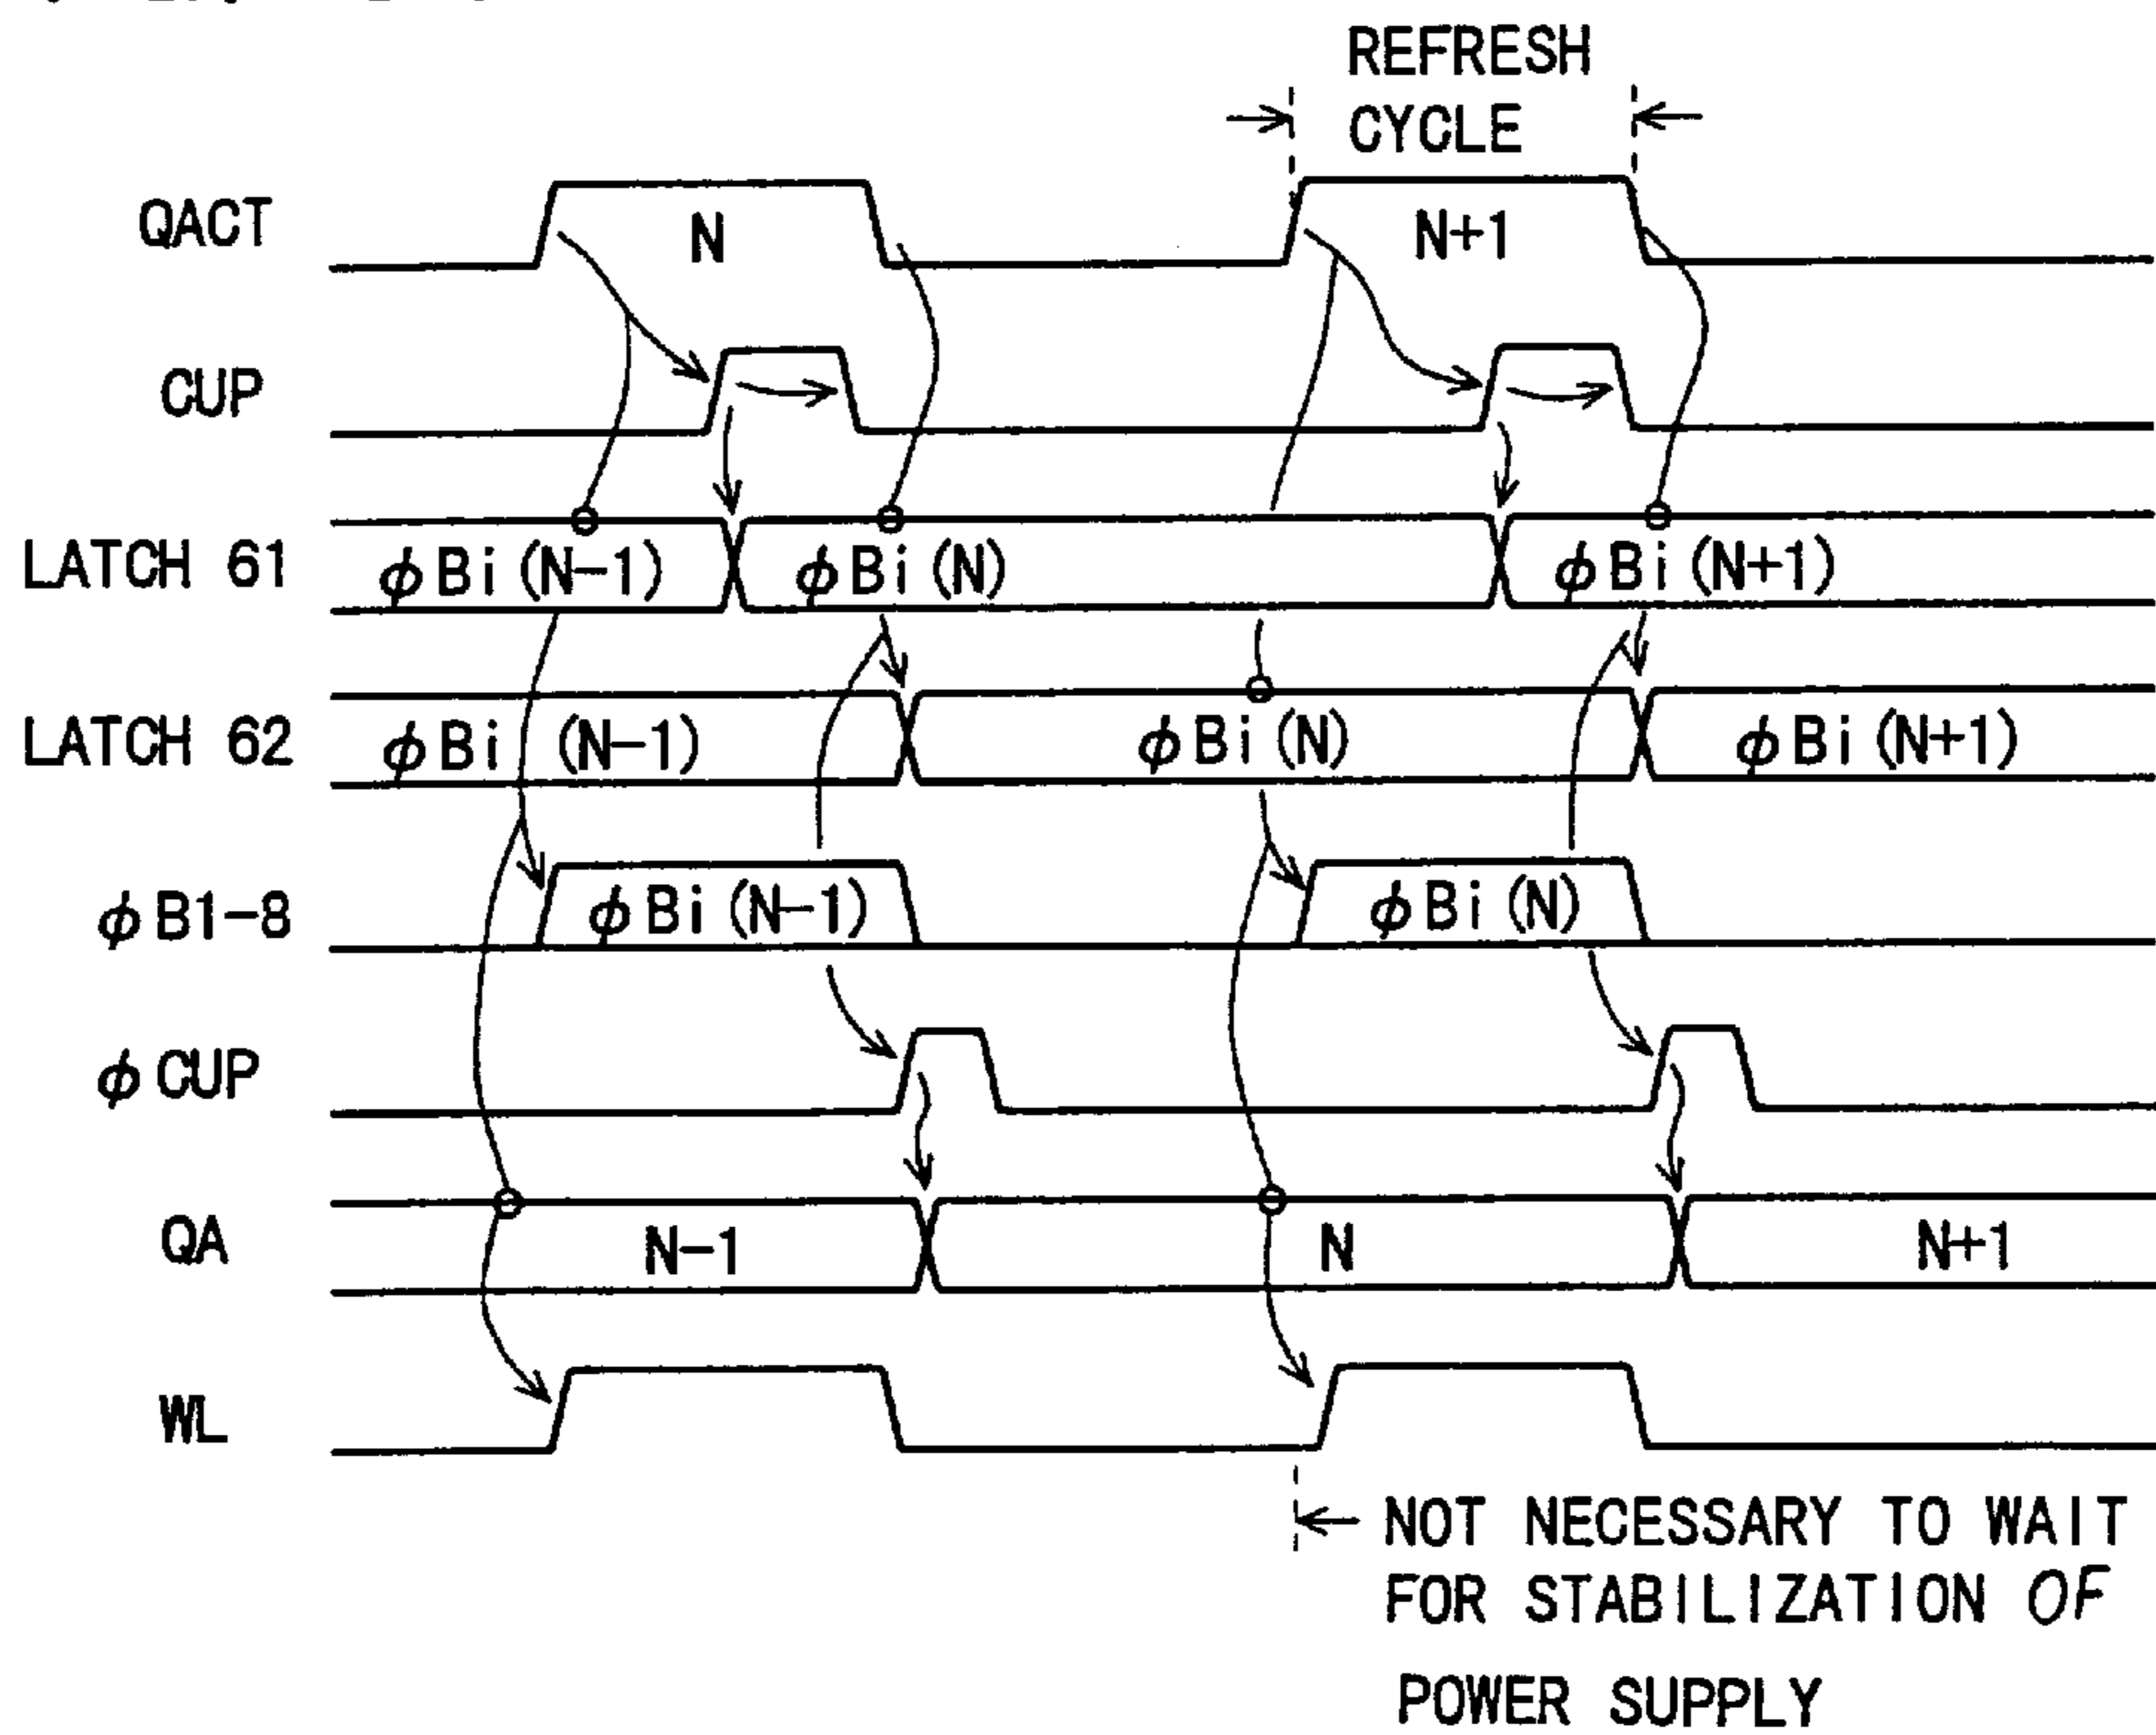 REFRESH
CYCLE
QACT
N
N+1
CUP
LATCH 61
φBi(N-1)
φBi(N)
φBi(N+1)
LATCH 62
φBi (N-1)
φBi(N)
φBi(N+1)
φB1-8
φBi(N-1)
φBi(N)
φCUP
QA
N-1
N
N+1
WL
NOT NECESSARY TO WAIT
FOR STABILIZATION OF
POWER SUPPLY